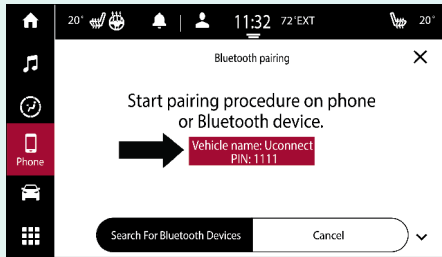 20° 11:32 72°EXT 20°
Bluetooth pairing
Start pairing procedure on phone
or Bluetooth device.
Vehicle name: Uconnect
PIN: 1111
Phone
Search For Bluetooth Devices Cancel